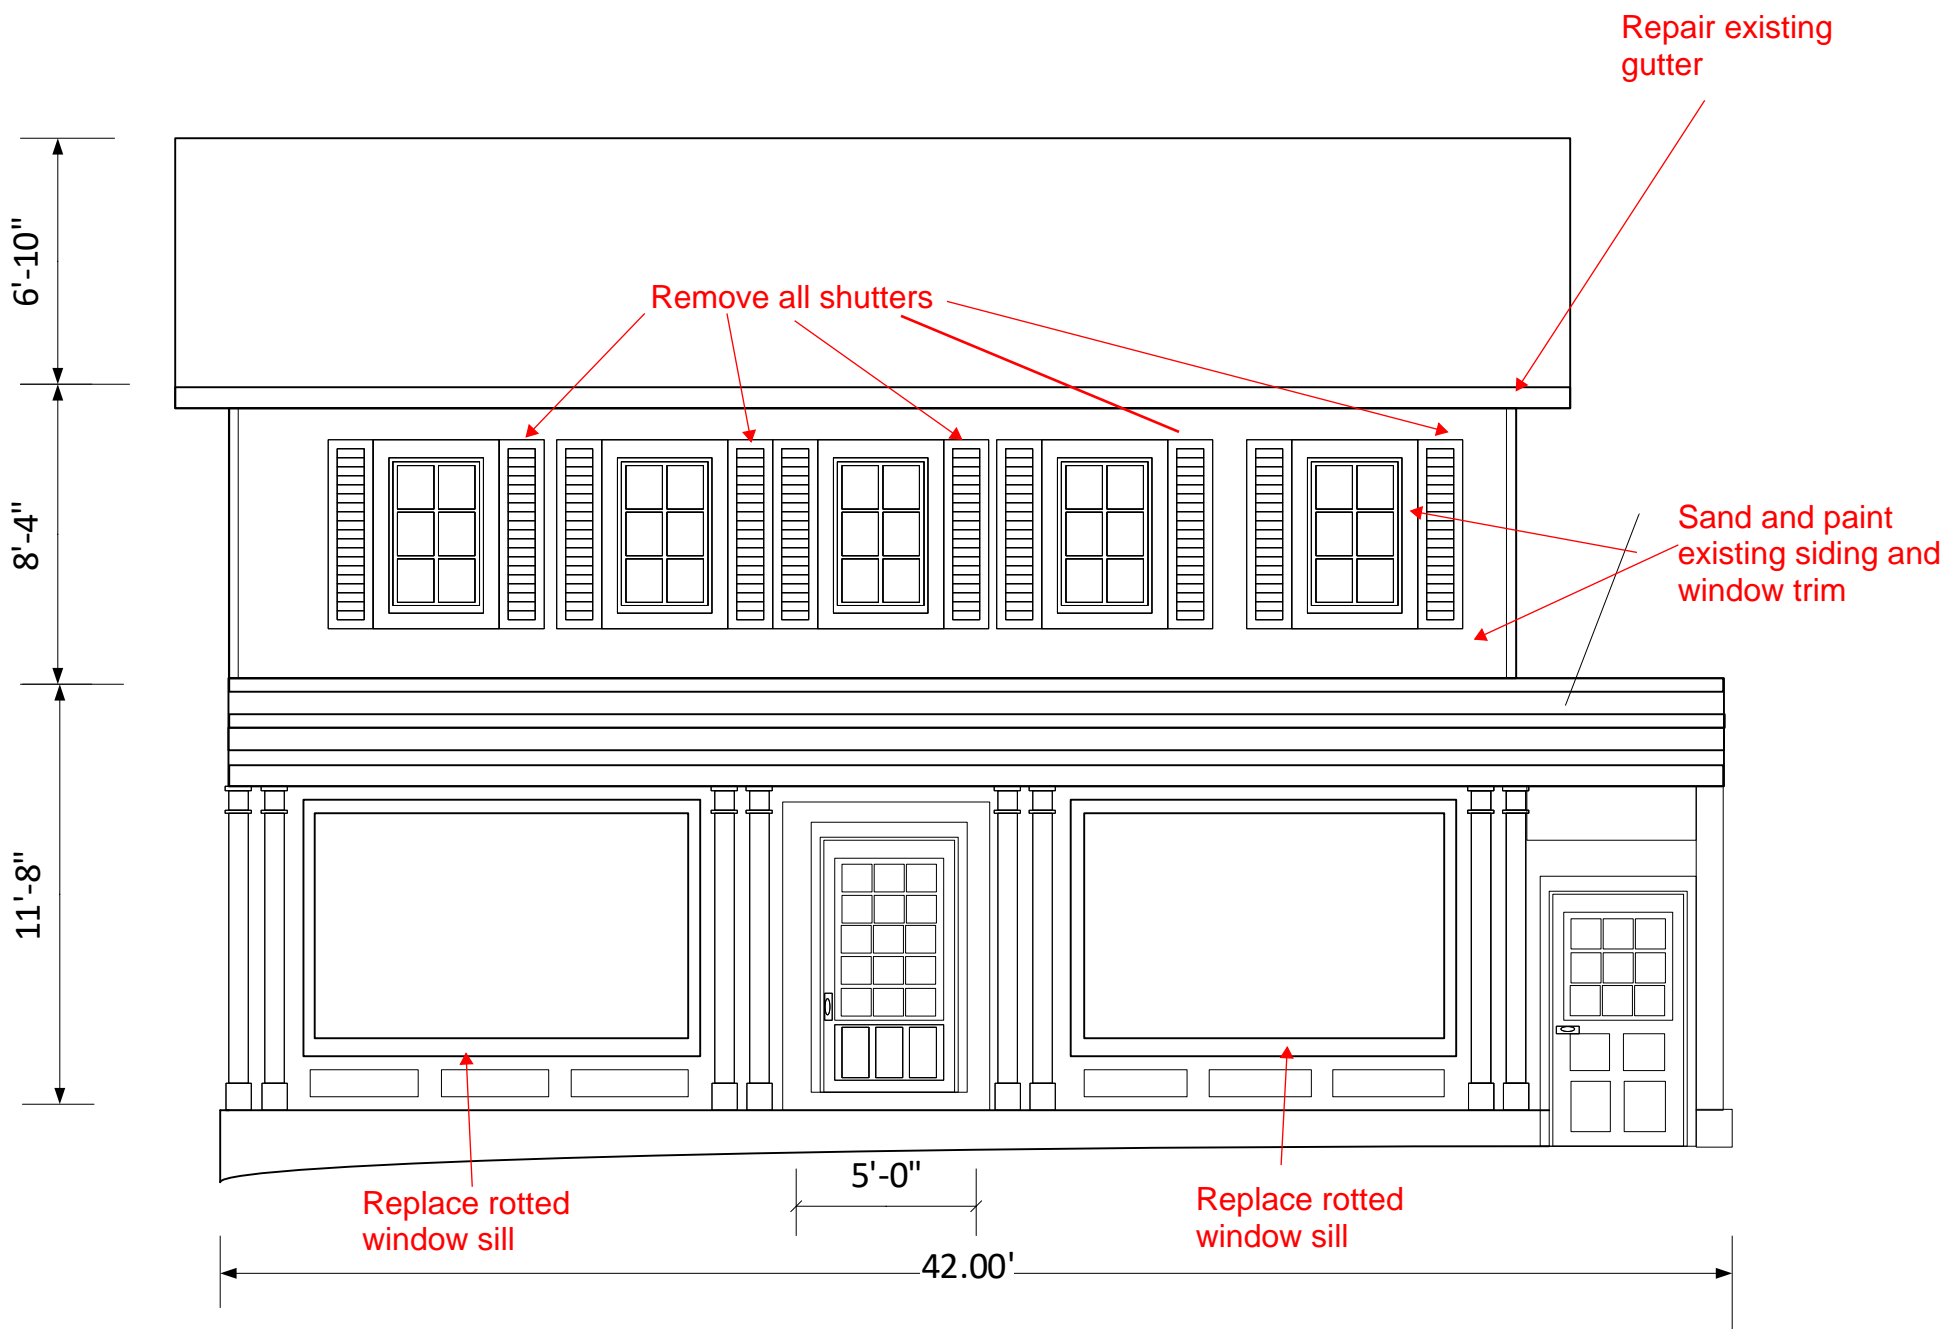 Repair existing
gutter
6'-10"
Remove all shutters
8'-4"
Sand and paint
existing siding and
window trim
11'-8"
5'-0"
Replace rotted
window sill
Replace rotted
window sill
42.00'